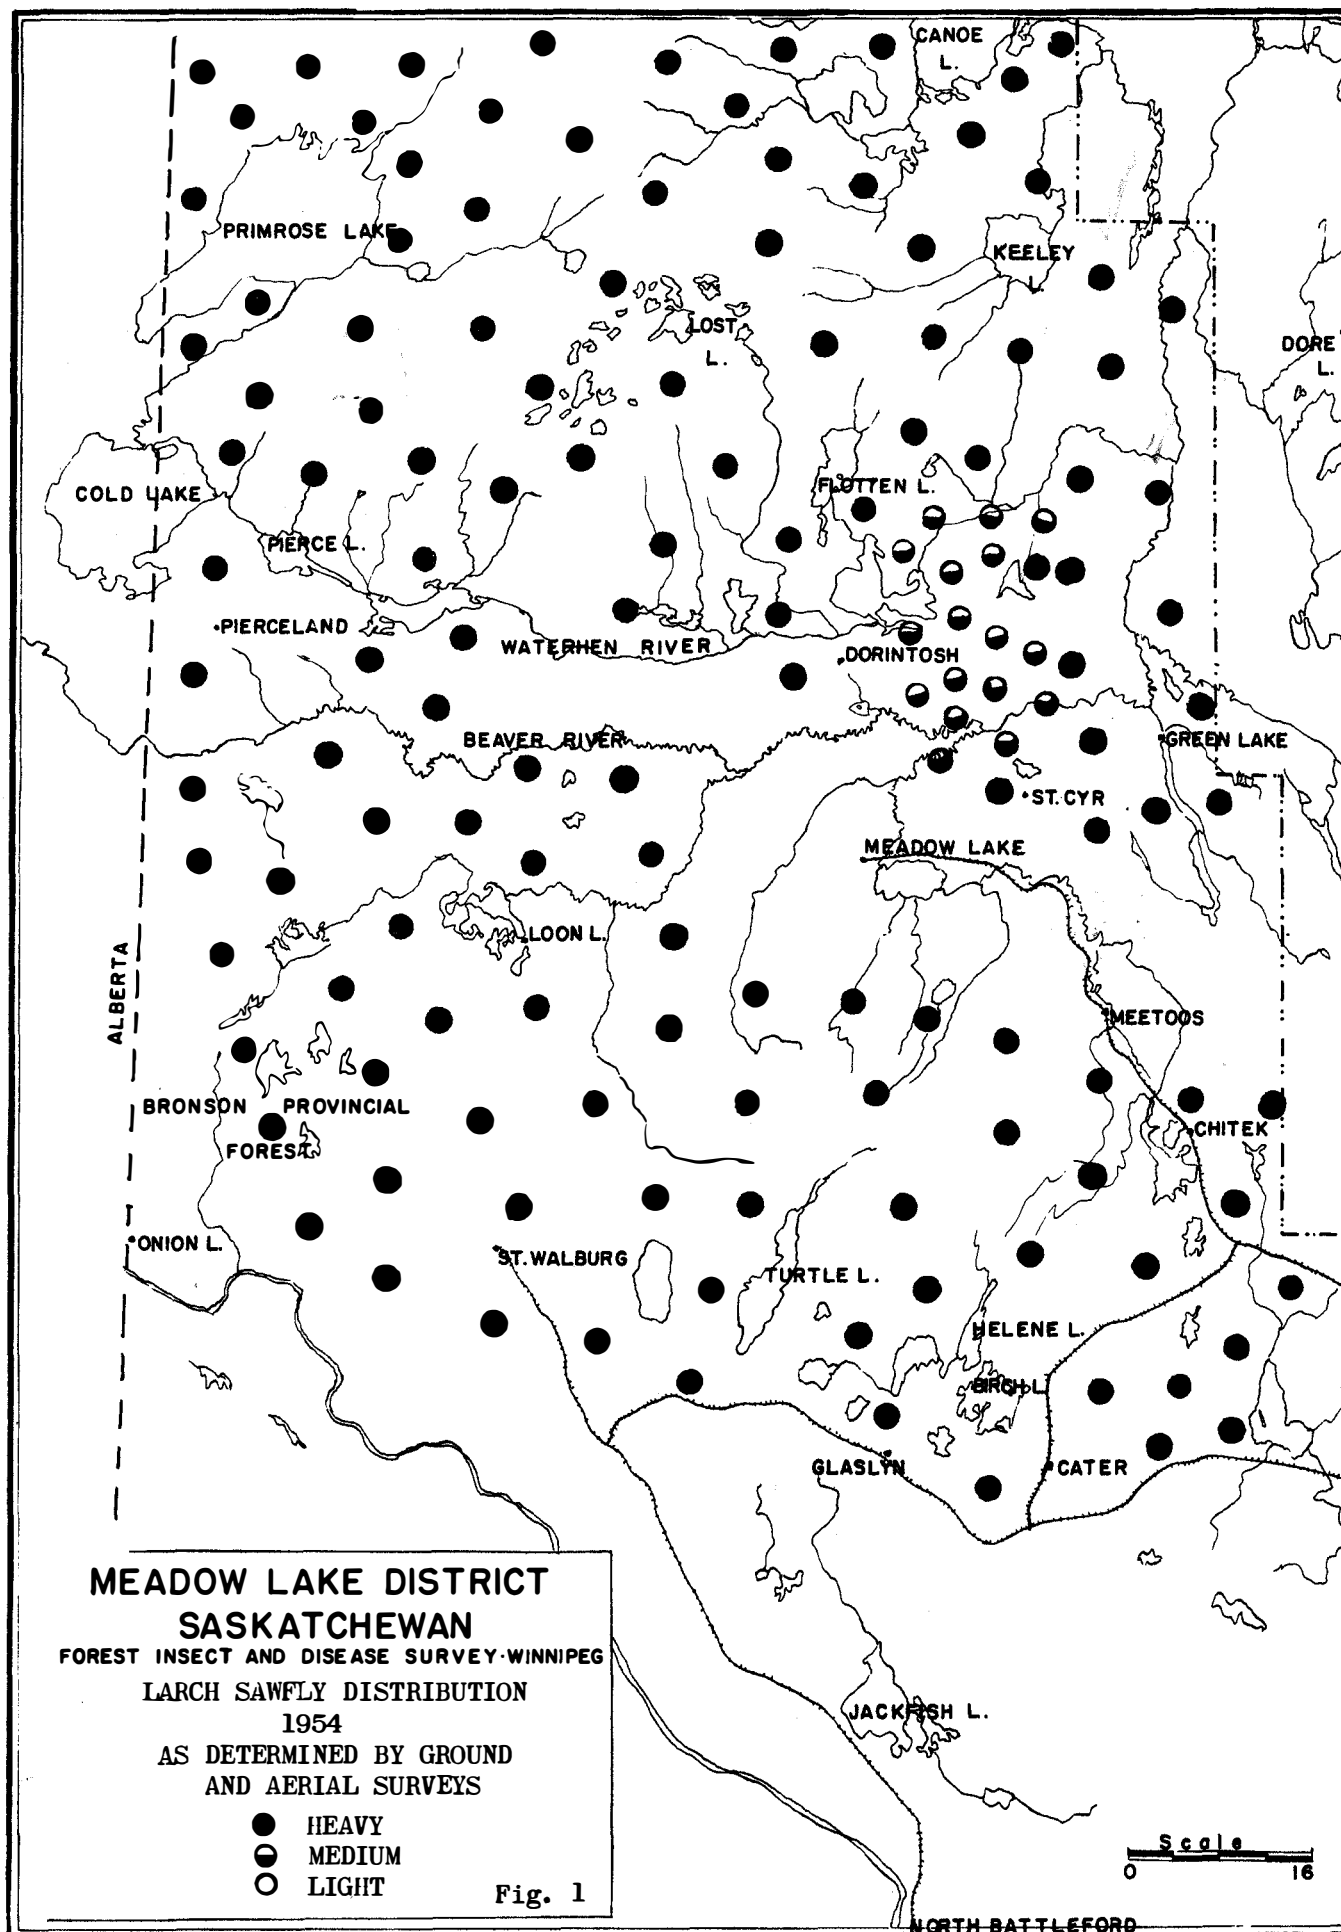 CANOE
L.
PRIMROSE LAKE
KEELEY
L.
LOST
L.
DORE
L.
COLD LAKE
FLOTTEN L.
PIERCE L.
PIERCELAND
WATERHEN RIVER
DORINTOSH
BEAVER RIVER
GREEN LAKE
ST. CYR
MEADOW LAKE
LOON L.
ALBERTA
MEETOOS
BRONSON PROVINCIAL
FOREST
CHITEK
ONION L.
ST. WALBURG
TURTLE L.
HELENE L.
BIRCH L.
GLASLYN
CATER
MEADOW LAKE DISTRICT
SASKATCHEWAN
FOREST INSECT AND DISEASE SURVEY·WINNIPEG
LARCH SAWFLY DISTRIBUTION
1954
AS DETERMINED BY GROUND
AND AERIAL SURVEYS
HEAVY
MEDIUM
LIGHT
Fig. 1
JACKFISH L.
Scale
0 16
NORTH BATTLEFORD